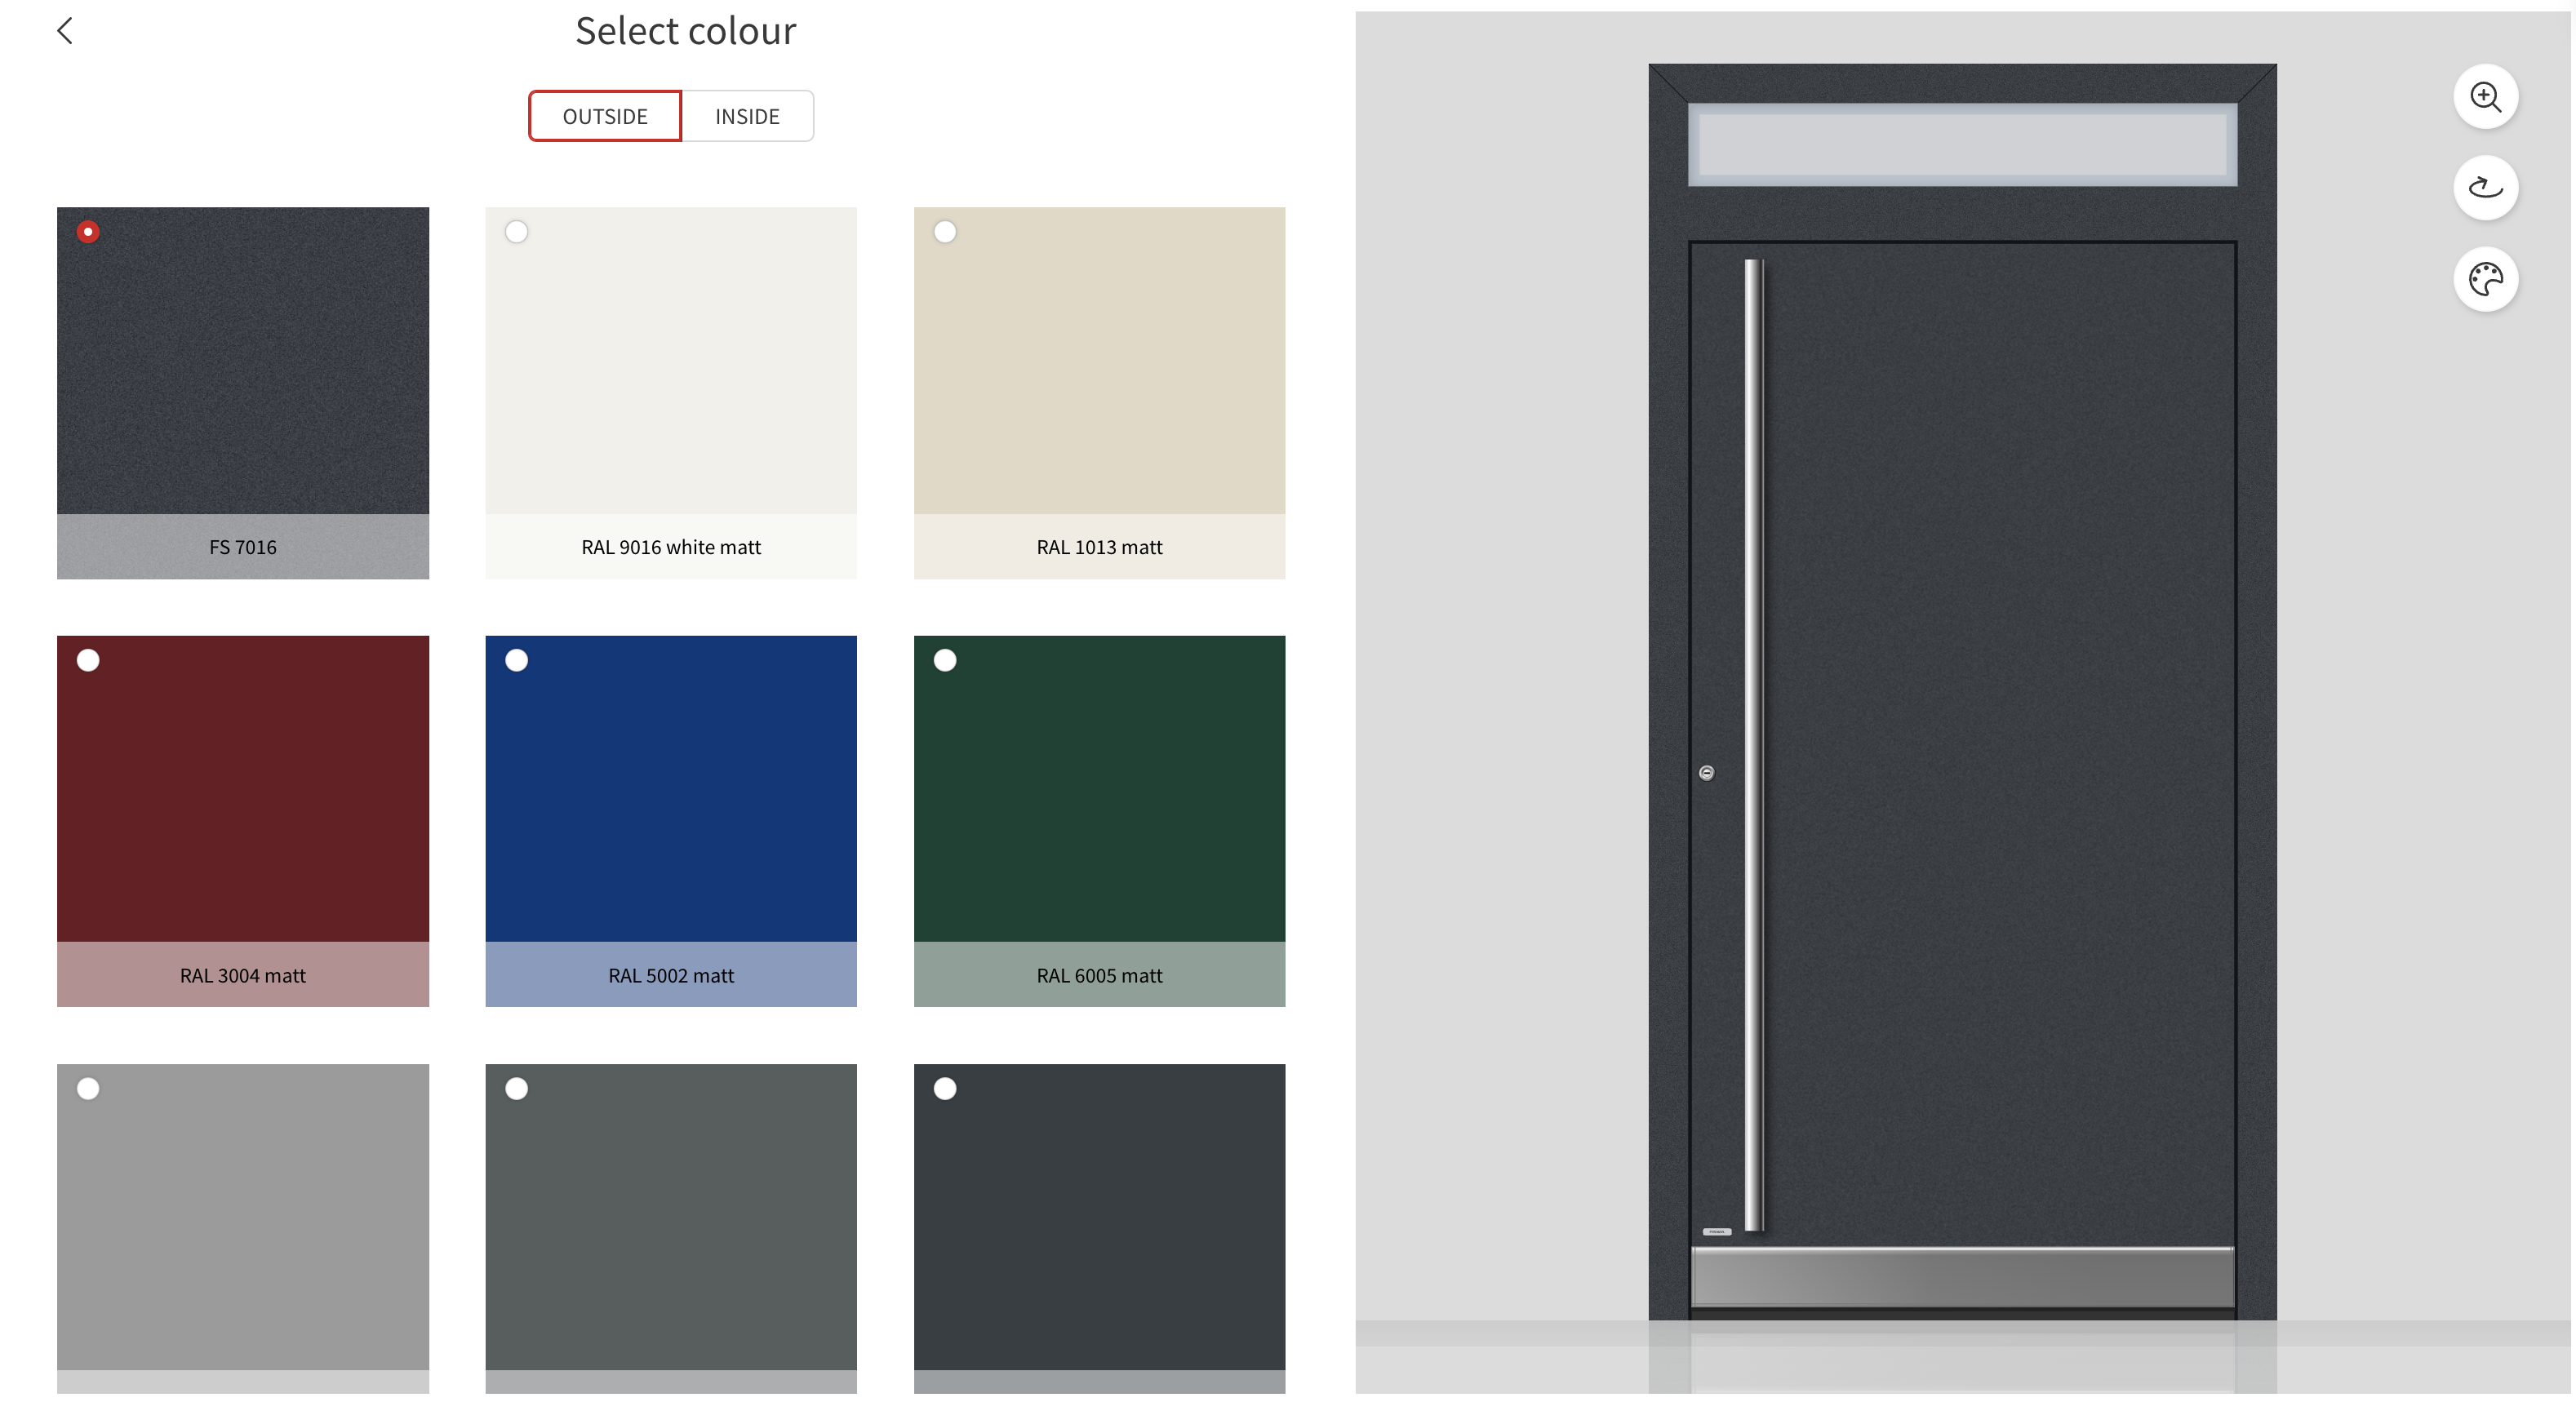 Select colour
OUTSIDE
INSIDE
FS 7016
RAL 9016 white matt
RAL 1013 matt
RAL 3004 matt
RAL 5002 matt
RAL 6005 matt